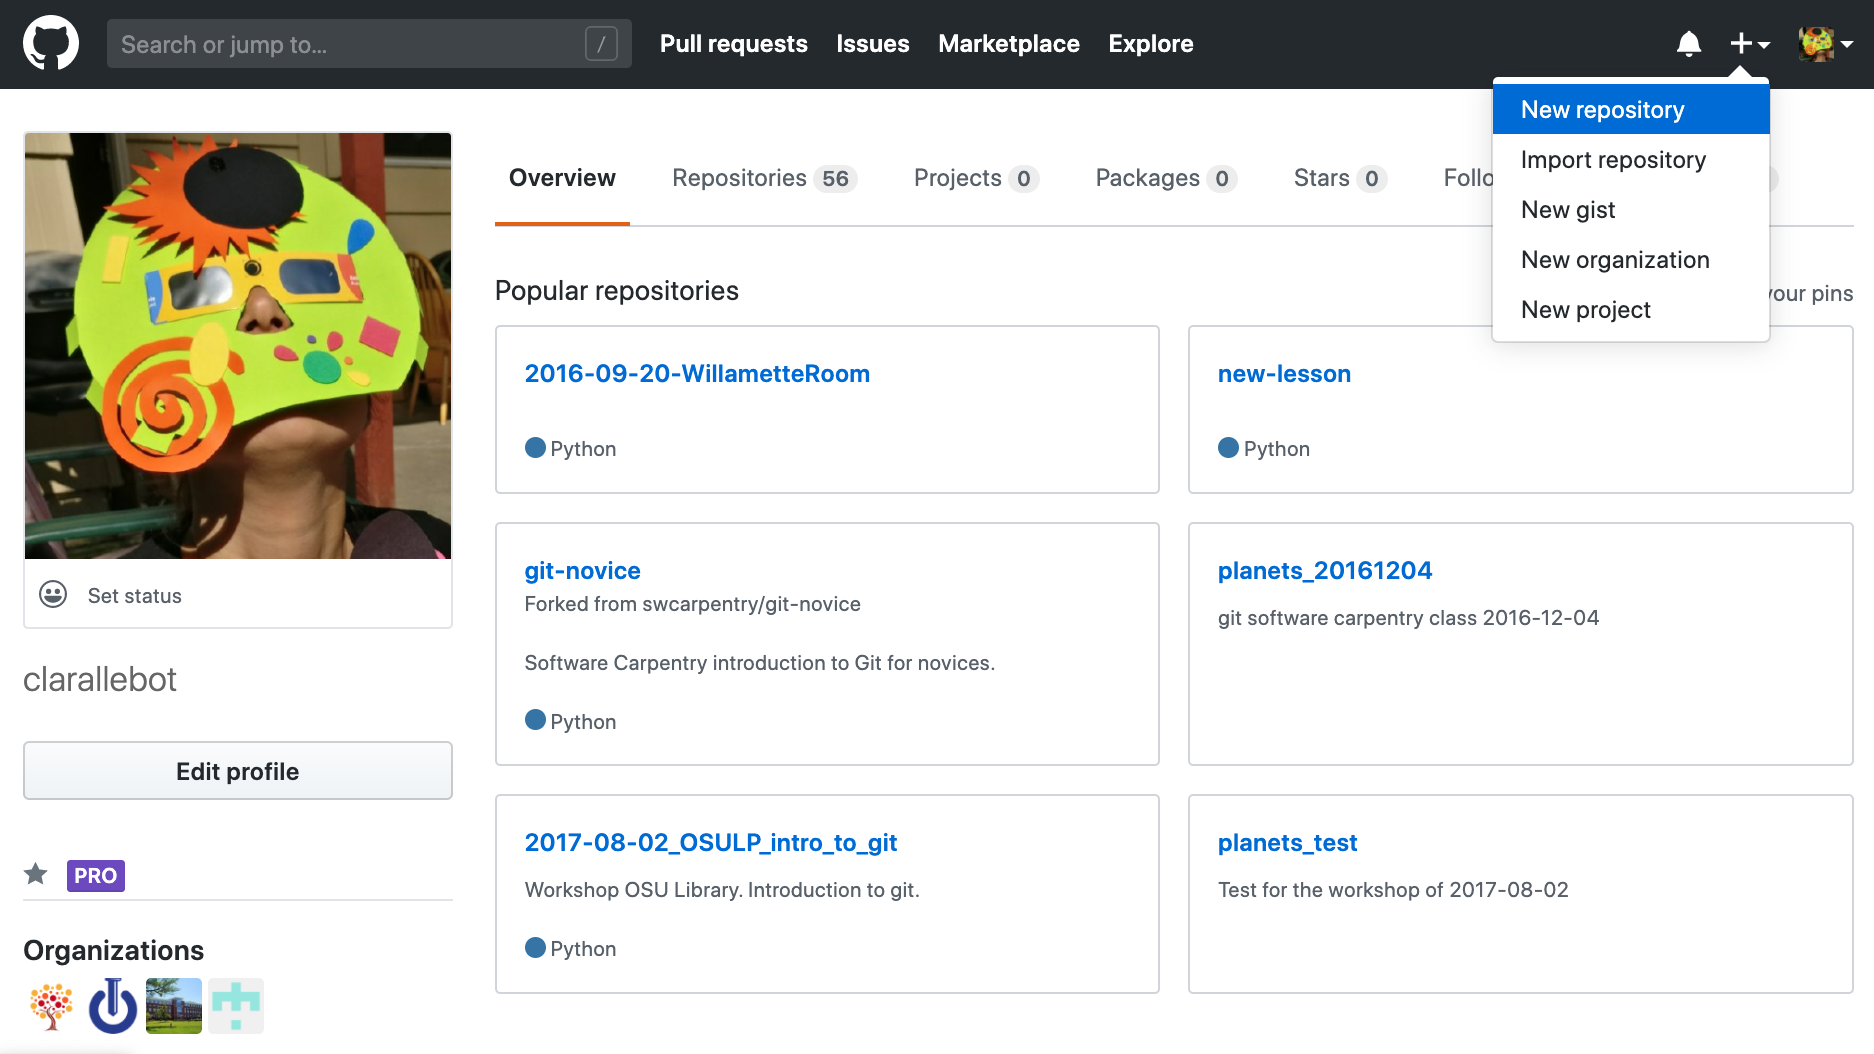 Search or jump to...
/
Pull requests
Issues
Marketplace
Explore
New repository
Import repository
New gist
New organization
New project
Overview
Repositories 56
Projects 0
Packages 0
Stars 0
Follo
Popular repositories
your pins
2016-09-20-WillametteRoom
Python
new-lesson
Python
git-novice
Forked from swcarpentry/git-novice
Software Carpentry introduction to Git for novices.
Python
planets_20161204
git software carpentry class 2016-12-04
2017-08-02_OSULP_intro_to_git
Workshop OSU Library. Introduction to git.
Python
planets_test
Test for the workshop of 2017-08-02
Set status
clarallebot
Edit profile
PRO
Organizations